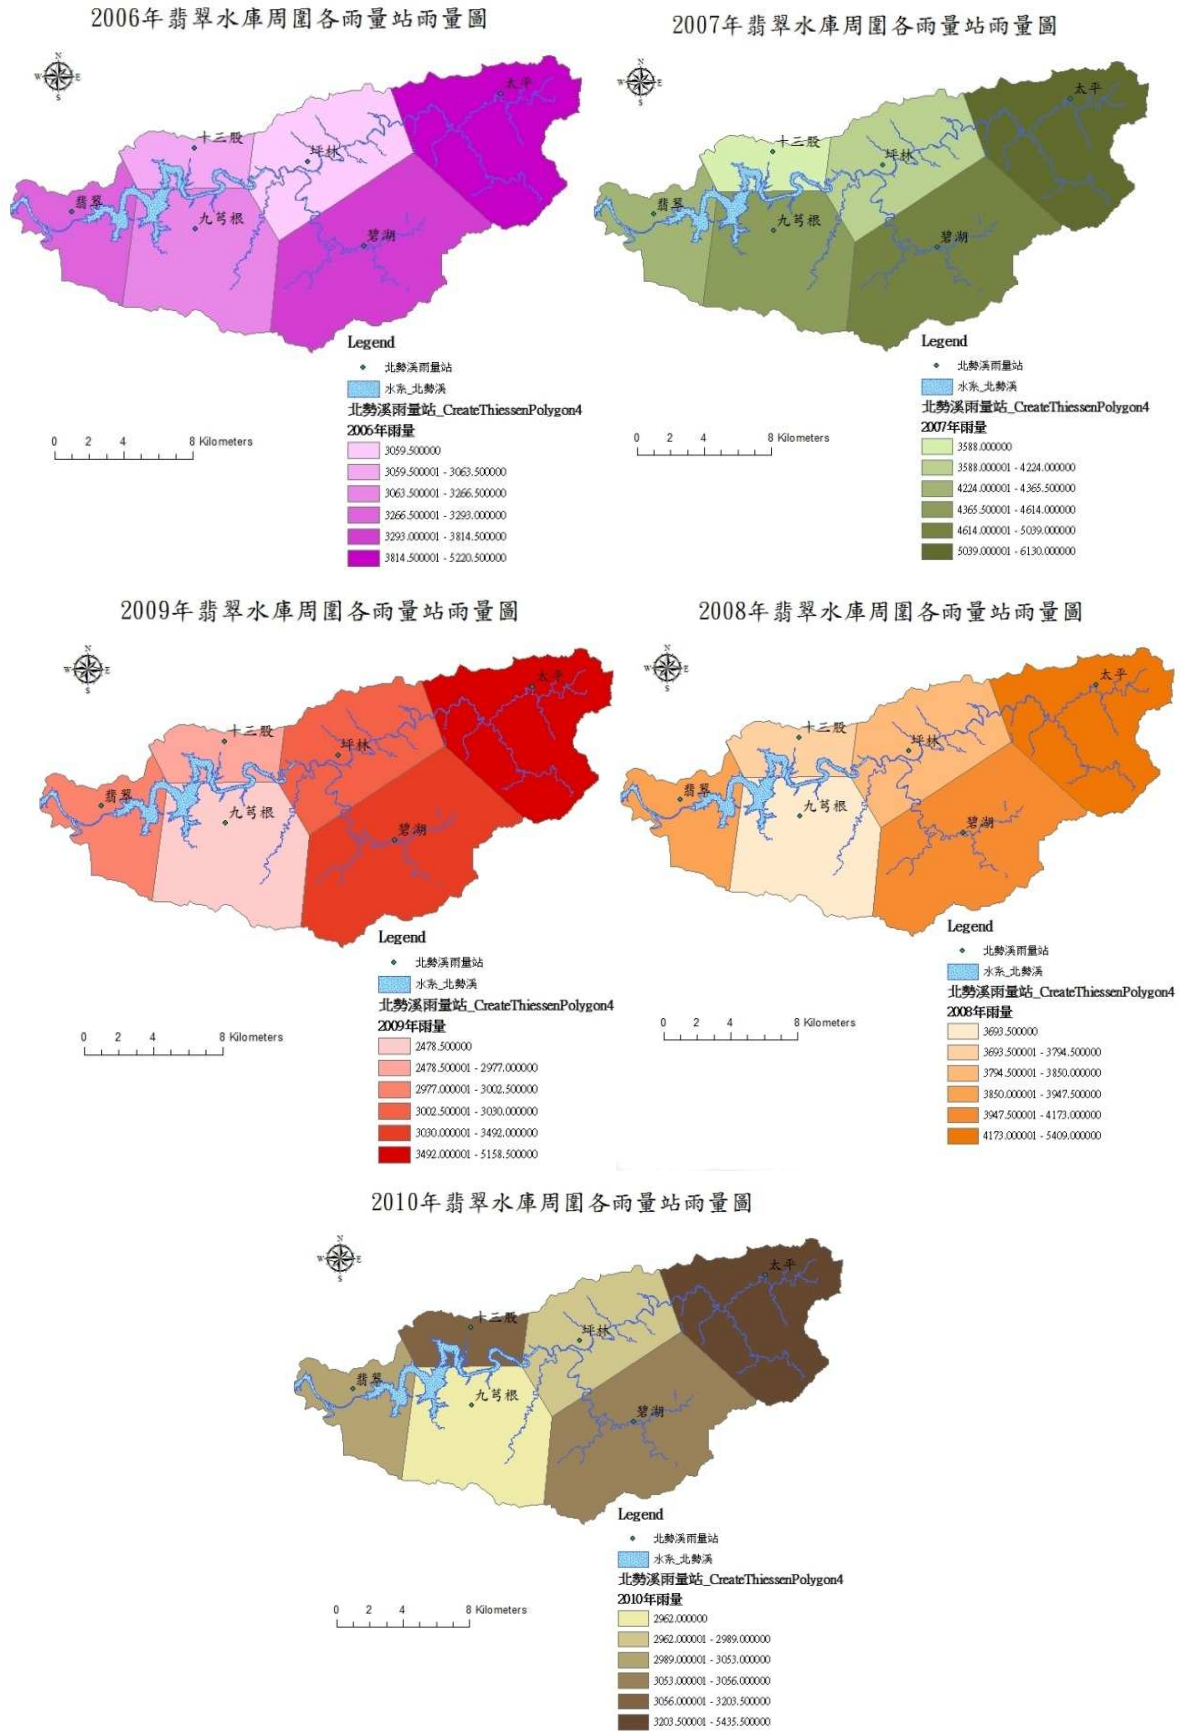 2006年翡翠水庫周圍各雨量站雨量圖
N
W E
S
太平
十三股
坪林
翡翠
九芎根
碧湖
Legend
北勢溪雨量站
水系_北勢溪
北勢溪雨量站_CreateThiessenPolygon4
2006年雨量
3059.500000
3059.500001 - 3063.500000
3063.500001 - 3266.500000
3266.500001 - 3293.000000
3293.000001 - 3814.500000
3814.500001 - 5220.500000
0 2 4 8 Kilometers
2007年翡翠水庫周圍各雨量站雨量圖
N
W E
S
太平
十三股
坪林
翡翠
九芎根
碧湖
Legend
北勢溪雨量站
水系_北勢溪
北勢溪雨量站_CreateThiessenPolygon4
2007年雨量
3588.000000
3588.000001 - 4224.000000
4224.000001 - 4365.500000
4365.500001 - 4614.000000
4614.000001 - 5039.000000
5039.000001 - 6130.000000
0 2 4 8 Kilometers
2009年翡翠水庫周圍各雨量站雨量圖
N
W E
S
太平
十三股
坪林
翡翠
九芎根
碧湖
Legend
北勢溪雨量站
水系_北勢溪
北勢溪雨量站_CreateThiessenPolygon4
2009年雨量
2478.500000
2478.500001 - 2977.000000
2977.000001 - 3002.500000
3002.500001 - 3030.000000
3030.000001 - 3492.000000
3492.000001 - 5158.500000
0 2 4 8 Kilometers
2008年翡翠水庫周圍各雨量站雨量圖
N
W E
S
太平
十三股
坪林
翡翠
九芎根
碧湖
Legend
北勢溪雨量站
水系_北勢溪
北勢溪雨量站_CreateThiessenPolygon4
2008年雨量
3693.500000
3693.500001 - 3794.500000
3794.500001 - 3850.000000
3850.000001 - 3947.500000
3947.500001 - 4173.000000
4173.000001 - 5409.000000
0 2 4 8 Kilometers
2010年翡翠水庫周圍各雨量站雨量圖
N
W E
S
太平
十三股
坪林
翡翠
九芎根
碧湖
Legend
北勢溪雨量站
水系_北勢溪
北勢溪雨量站_CreateThiessenPolygon4
2010年雨量
2962.000000
2962.000001 - 2989.000000
2989.000001 - 3053.000000
3053.000001 - 3056.000000
3056.000001 - 3203.500000
3203.500001 - 5435.500000
0 2 4 8 Kilometers